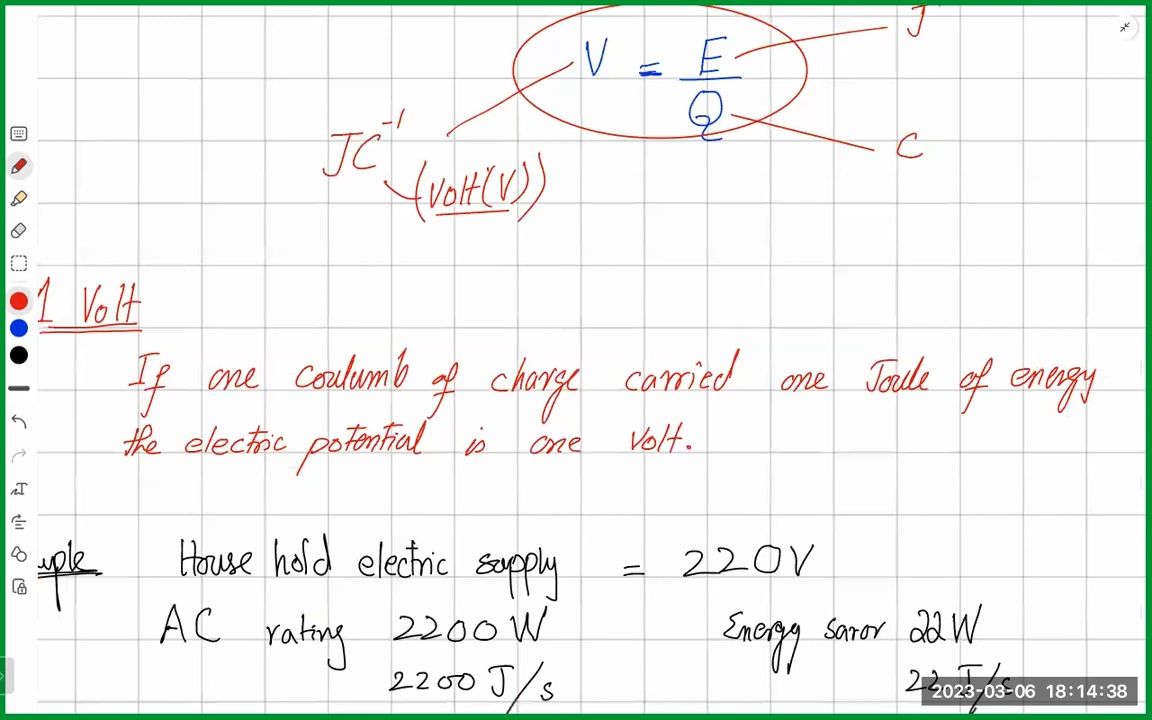 J
V = E/Q
JC⁻¹
C
(Volt(V))
1 Volt
If one coulumb of charge carried one Joule of energy
the electric potential is one Volt.
House hold electric supply = 220V
AC rating 2200W Energy savor 22W
2200 J/s 22 J/s
2023-03-06 18:14:38